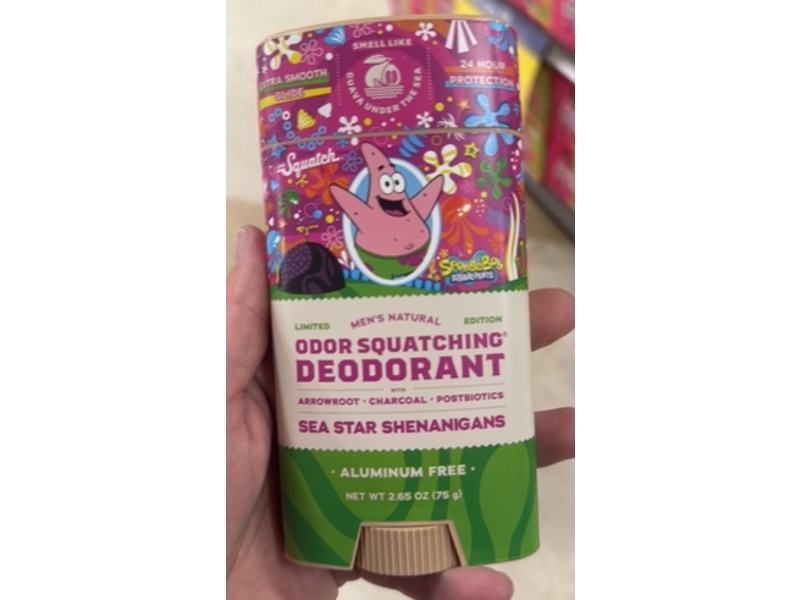 SMELL LIKE
GUAVA UNDER THE SEA
EXTRA SMOOTH
GLIDE
24 HOUR
PROTECTION
Squatch
SpongeBob
SQUAREPANTS
LIMITED MEN'S NATURAL EDITION
ODOR SQUATCHING®
DEODORANT
WITH
ARROWROOT · CHARCOAL · POSTBIOTICS
SEA STAR SHENANIGANS
· ALUMINUM FREE ·
NET WT 2.65 OZ (75 g)